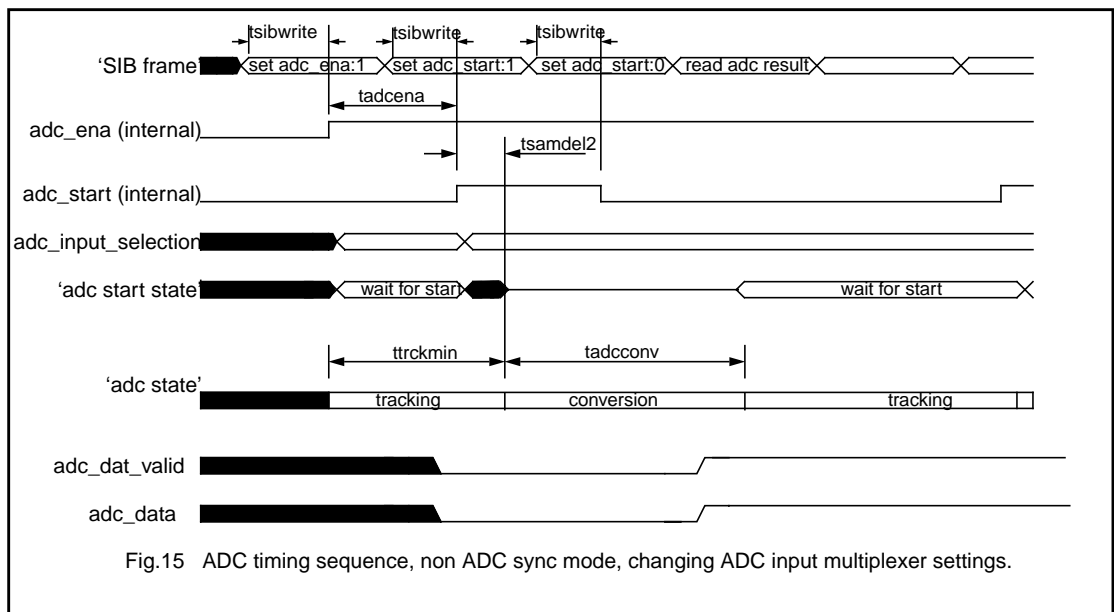 tsibwrite tsibwrite tsibwrite
‘SIB frame’ set adc_ena:1 set adc_start:1 set adc_start:0 read adc result
tadcena
adc_ena (internal)
tsamdel2
adc_start (internal)
adc_input_selection
‘adc start state’ wait for start wait for start
ttrckmin tadcconv
‘adc state’
tracking conversion tracking
adc_dat_valid
adc_data
Fig.15 ADC timing sequence, non ADC sync mode, changing ADC input multiplexer settings.